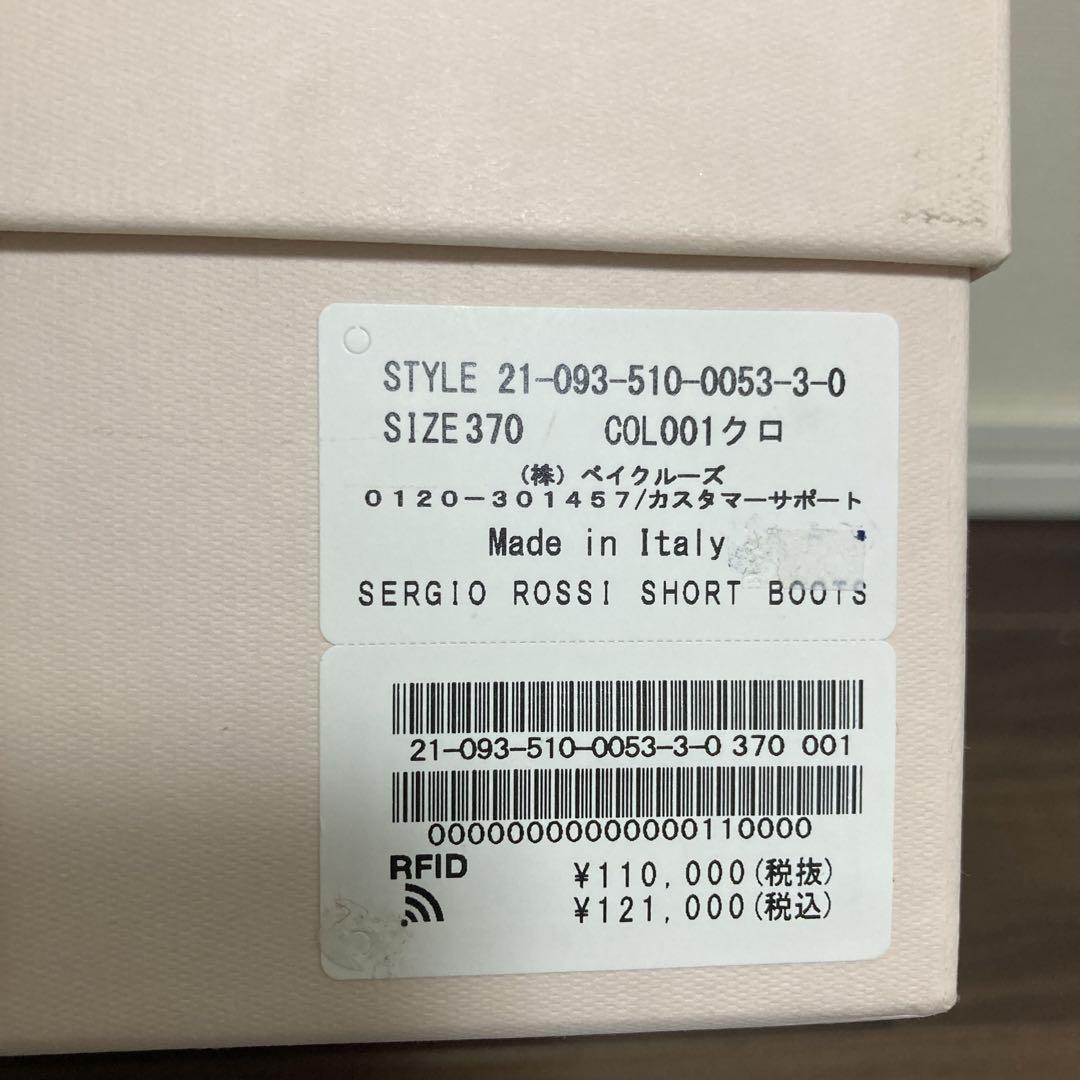 STYLE 21-093-510-0053-3-0
SIZE370 COL001クロ
(株) ベイクルーズ
0120-301457/カスタマーサポート
Made in Italy
SERGIO ROSSI SHORT BOOTS
21-093-510-0053-3-0 370 001
00000000000000110000
RFID
¥110,000(税抜)
¥121,000(税込)